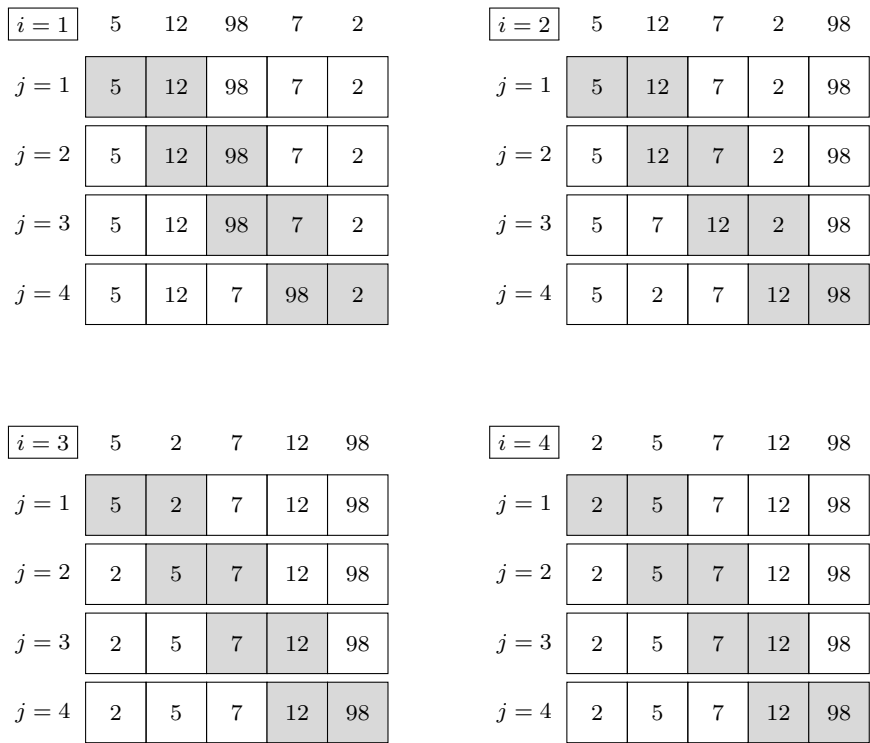 i = 1 5 12 98 7 2
j = 1 5 12 98 7 2
j = 2 5 12 98 7 2
j = 3 5 12 98 7 2
j = 4 5 12 7 98 2
i = 2 5 12 7 2 98
j = 1 5 12 7 2 98
j = 2 5 12 7 2 98
j = 3 5 7 12 2 98
j = 4 5 2 7 12 98
i = 3 5 2 7 12 98
j = 1 5 2 7 12 98
j = 2 2 5 7 12 98
j = 3 2 5 7 12 98
j = 4 2 5 7 12 98
i = 4 2 5 7 12 98
j = 1 2 5 7 12 98
j = 2 2 5 7 12 98
j = 3 2 5 7 12 98
j = 4 2 5 7 12 98